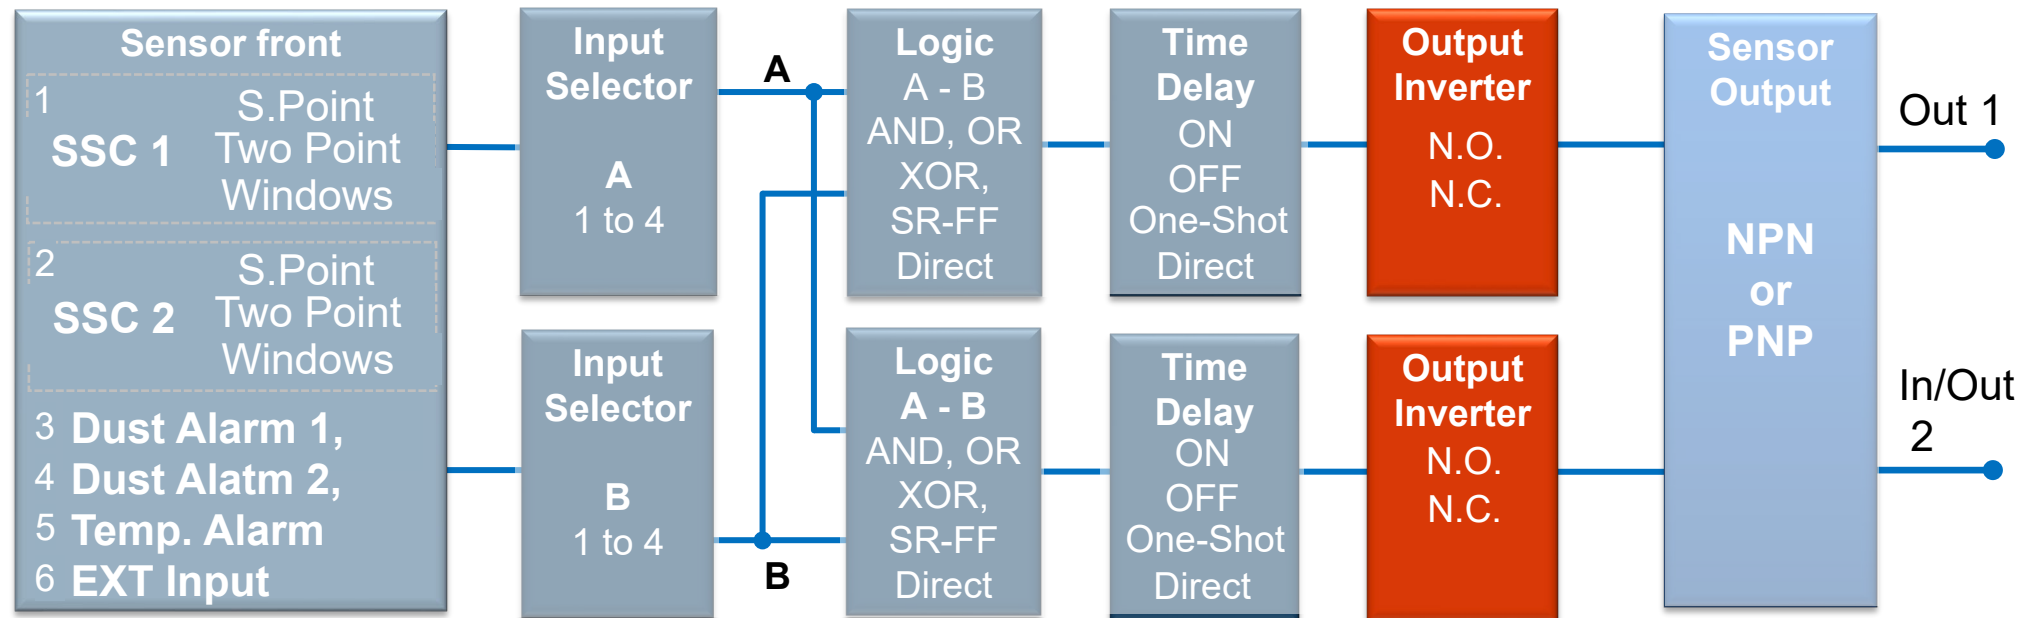 Sensor front
1
S.Point
SSC 1 Two Point
Windows
2
S.Point
SSC 2 Two Point
Windows
3 Dust Alarm 1,
4 Dust Alatm 2,
5 Temp. Alarm
6 EXT Input
Input
Selector
A
1 to 4
Input
Selector
B
1 to 4
A
B
Logic
A - B
AND, OR
XOR,
SR-FF
Direct
Logic
A - B
AND, OR
XOR,
SR-FF
Direct
Time
Delay
ON
OFF
One-Shot
Direct
Time
Delay
ON
OFF
One-Shot
Direct
Output
Inverter
N.O.
N.C.
Output
Inverter
N.O.
N.C.
Sensor
Output
NPN
or
PNP
Out 1
In/Out
2